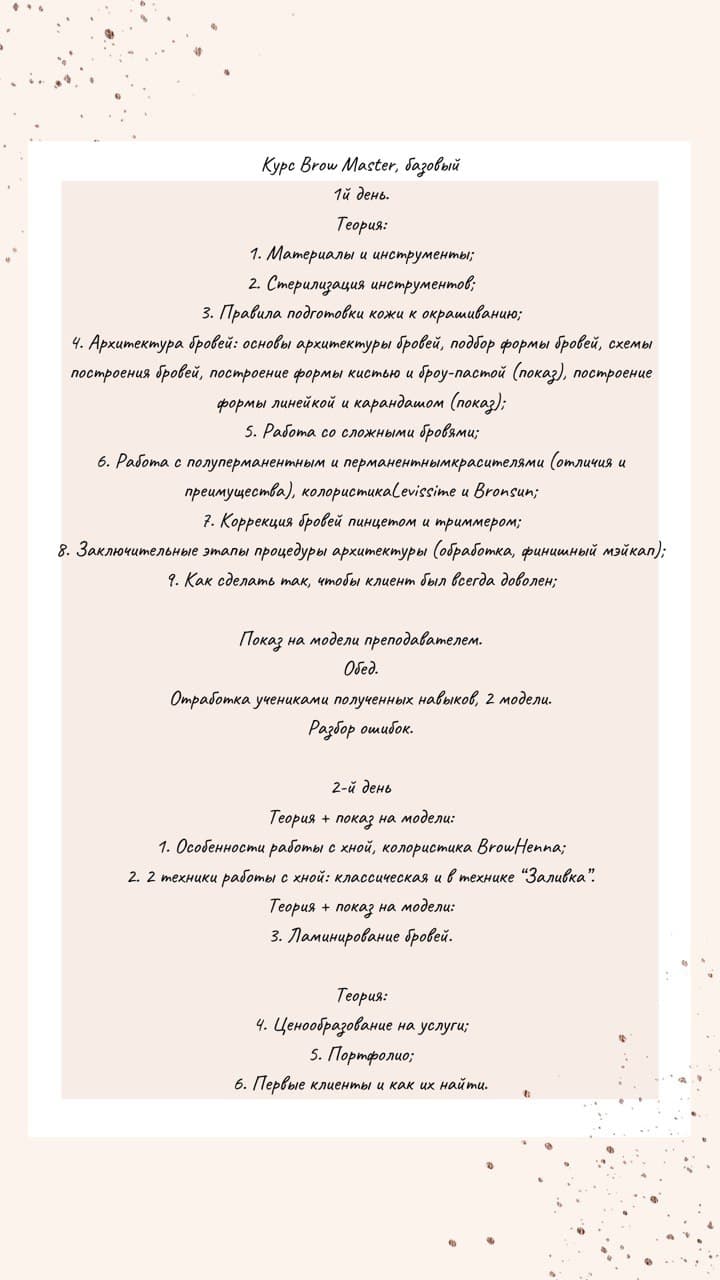 Курс Brow Master, базовый
1й день.
Теория:
1. Материалы и инструменты;
2. Стерилизация инструментов;
3. Правила подготовки кожи к окрашиванию;
4. Архитектура бровей: основы архитектуры бровей, подбор формы бровей, схемы
построения бровей, построение формы кистью и броу-пастой (показ), построение
формы линейкой и карандашом (показ);
5. Работа со сложными бровями;
6. Работа с полуперманентным и перманентнымкрасителями (отличия и
преимущества), колористикаLevissime и Bronsun;
7. Коррекция бровей пинцетом и триммером;
8. Заключительные этапы процедуры архитектуры (обработка, финишный мэйкап);
9. Как сделать так, чтобы клиент был всегда доволен;
Показ на модели преподавателем.
Обед.
Отработка учениками полученных навыков, 2 модели.
Разбор ошибок.
2-й день
Теория + показ на модели:
1. Особенности работы с хной, колористика BrowHenna;
2. 2 техники работы с хной: классическая и в технике “Заливка”.
Теория + показ на модели:
3. Ламинирование бровей.
Теория:
4. Ценообразование на услуги;
5. Портфолио;
6. Первые клиенты и как их найти.